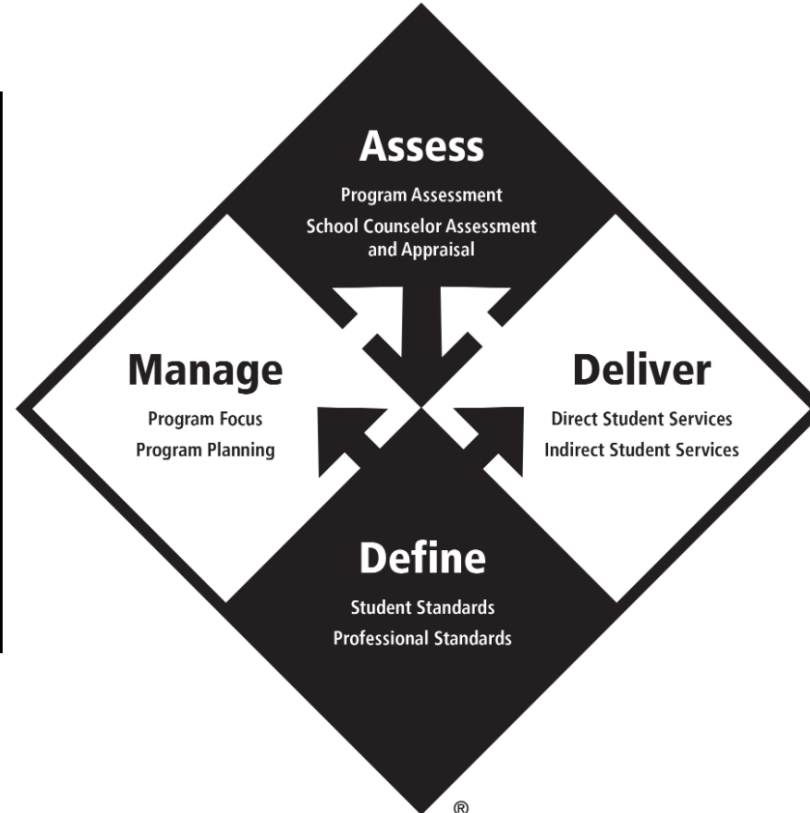 Assess
Program Assessment
School Counselor Assessment
and Appraisal
Manage
Program Focus
Program Planning
Deliver
Direct Student Services
Indirect Student Services
Define
Student Standards
Professional Standards
®